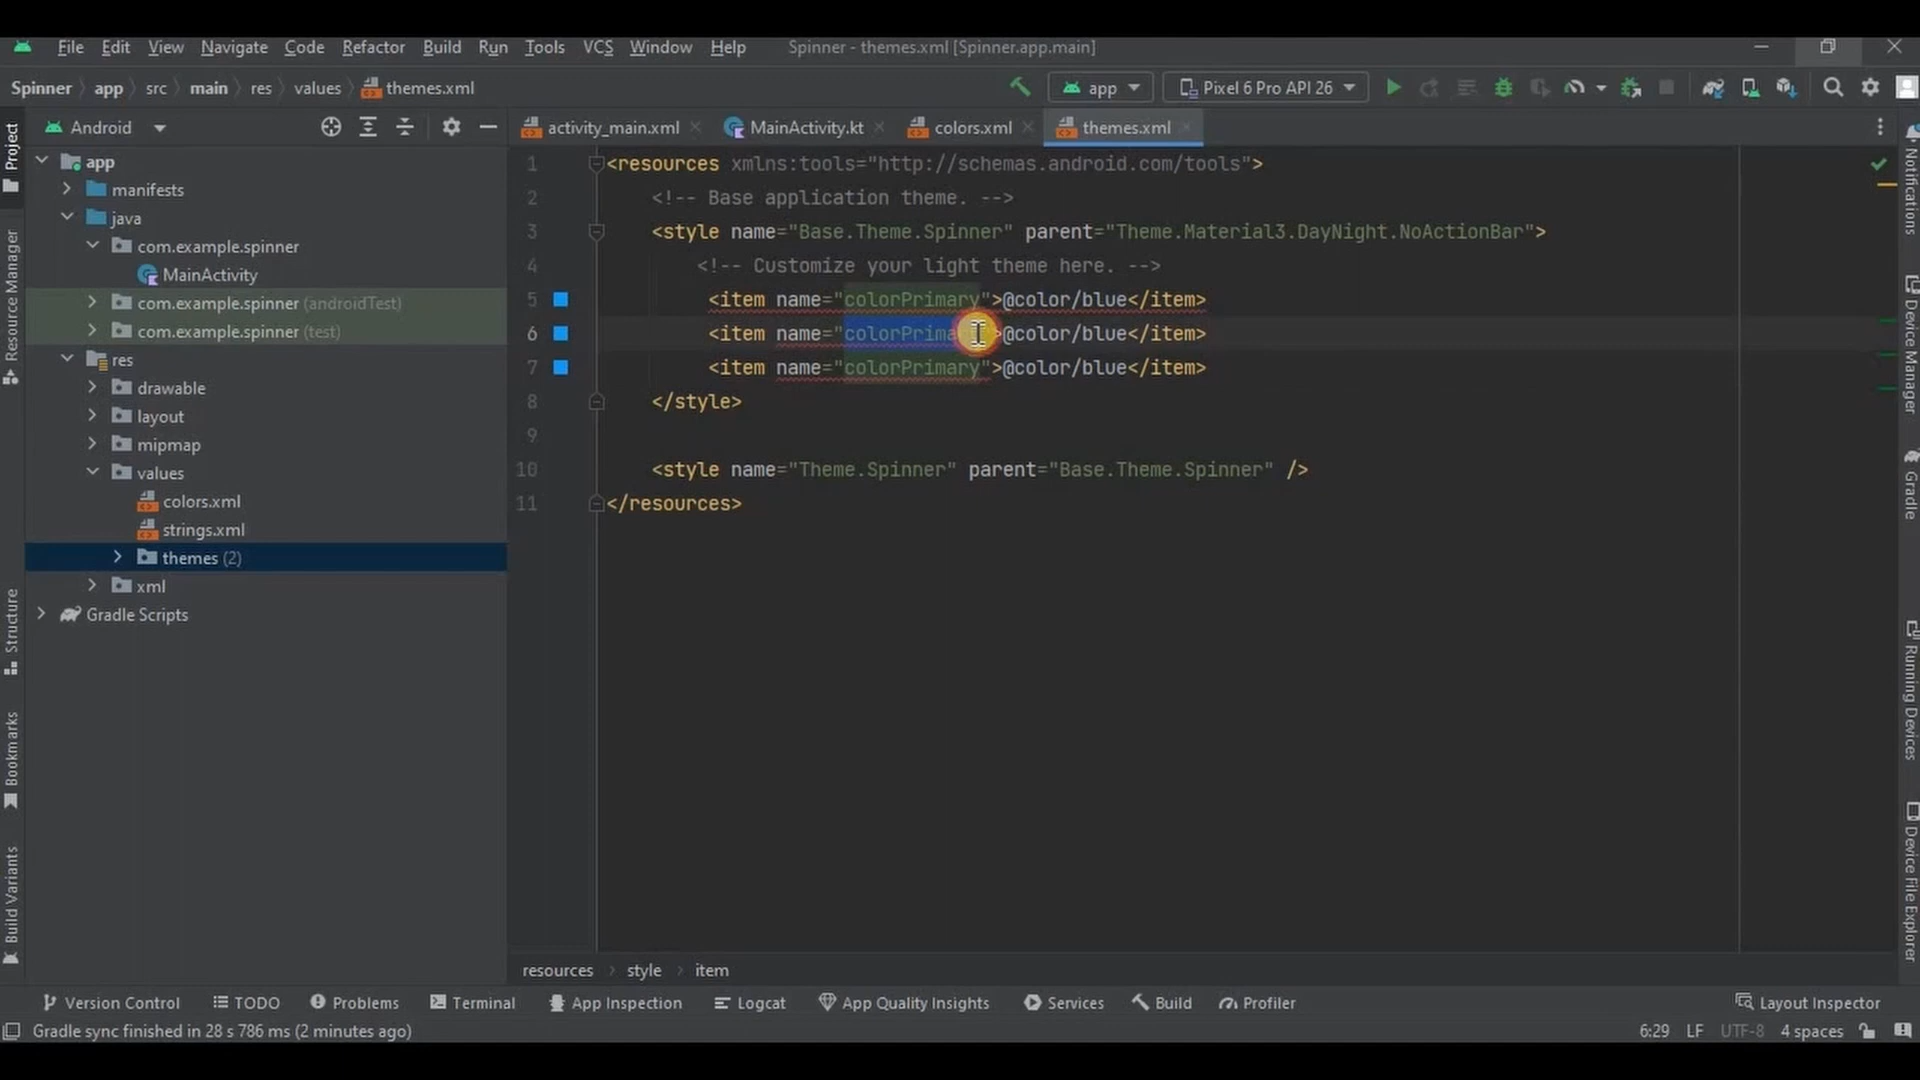 File Edit View Navigate Code Refactor Build Run Tools VCS Window Help Spinner - themes.xml [Spinner.app.main]
Spinner app src main res values themes.xml app Pixel 6 Pro API 26
Android activity_main.xml MainActivity.kt colors.xml themes.xml
Project
Resource Manager
Structure
Bookmarks
Build Variants
app
manifests
java
com.example.spinner
MainActivity
com.example.spinner (androidTest)
com.example.spinner (test)
res
drawable
layout
mipmap
values
colors.xml
strings.xml
themes (2)
xml
Gradle Scripts
1 <resources xmlns:tools="http://schemas.android.com/tools">
2 <!-- Base application theme. -->
3 <style name="Base.Theme.Spinner" parent="Theme.Material3.DayNight.NoActionBar">
4 <!-- Customize your light theme here. -->
5 <item name="colorPrimary">@color/blue</item>
6 <item name="colorPrima">@color/blue</item>
7 <item name="colorPrimary">@color/blue</item>
8 </style>
9
10 <style name="Theme.Spinner" parent="Base.Theme.Spinner" />
11 </resources>
Notifications
Device Manager
Gradle
Running Devices
Device File Explorer
resources style item
Version Control TODO Problems Terminal App Inspection Logcat App Quality Insights Services Build Profiler Layout Inspector
Gradle sync finished in 28 s 786 ms (2 minutes ago) 6:29 LF UTF-8 4 spaces